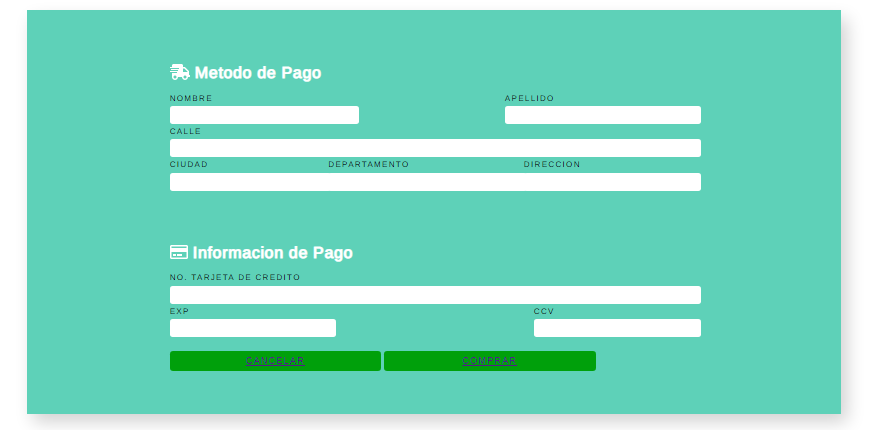 Metodo de Pago
NOMBRE APELLIDO
CALLE
CIUDAD DEPARTAMENTO DIRECCION
Informacion de Pago
NO. TARJETA DE CREDITO
EXP CCV
CANCELAR COMPRAR